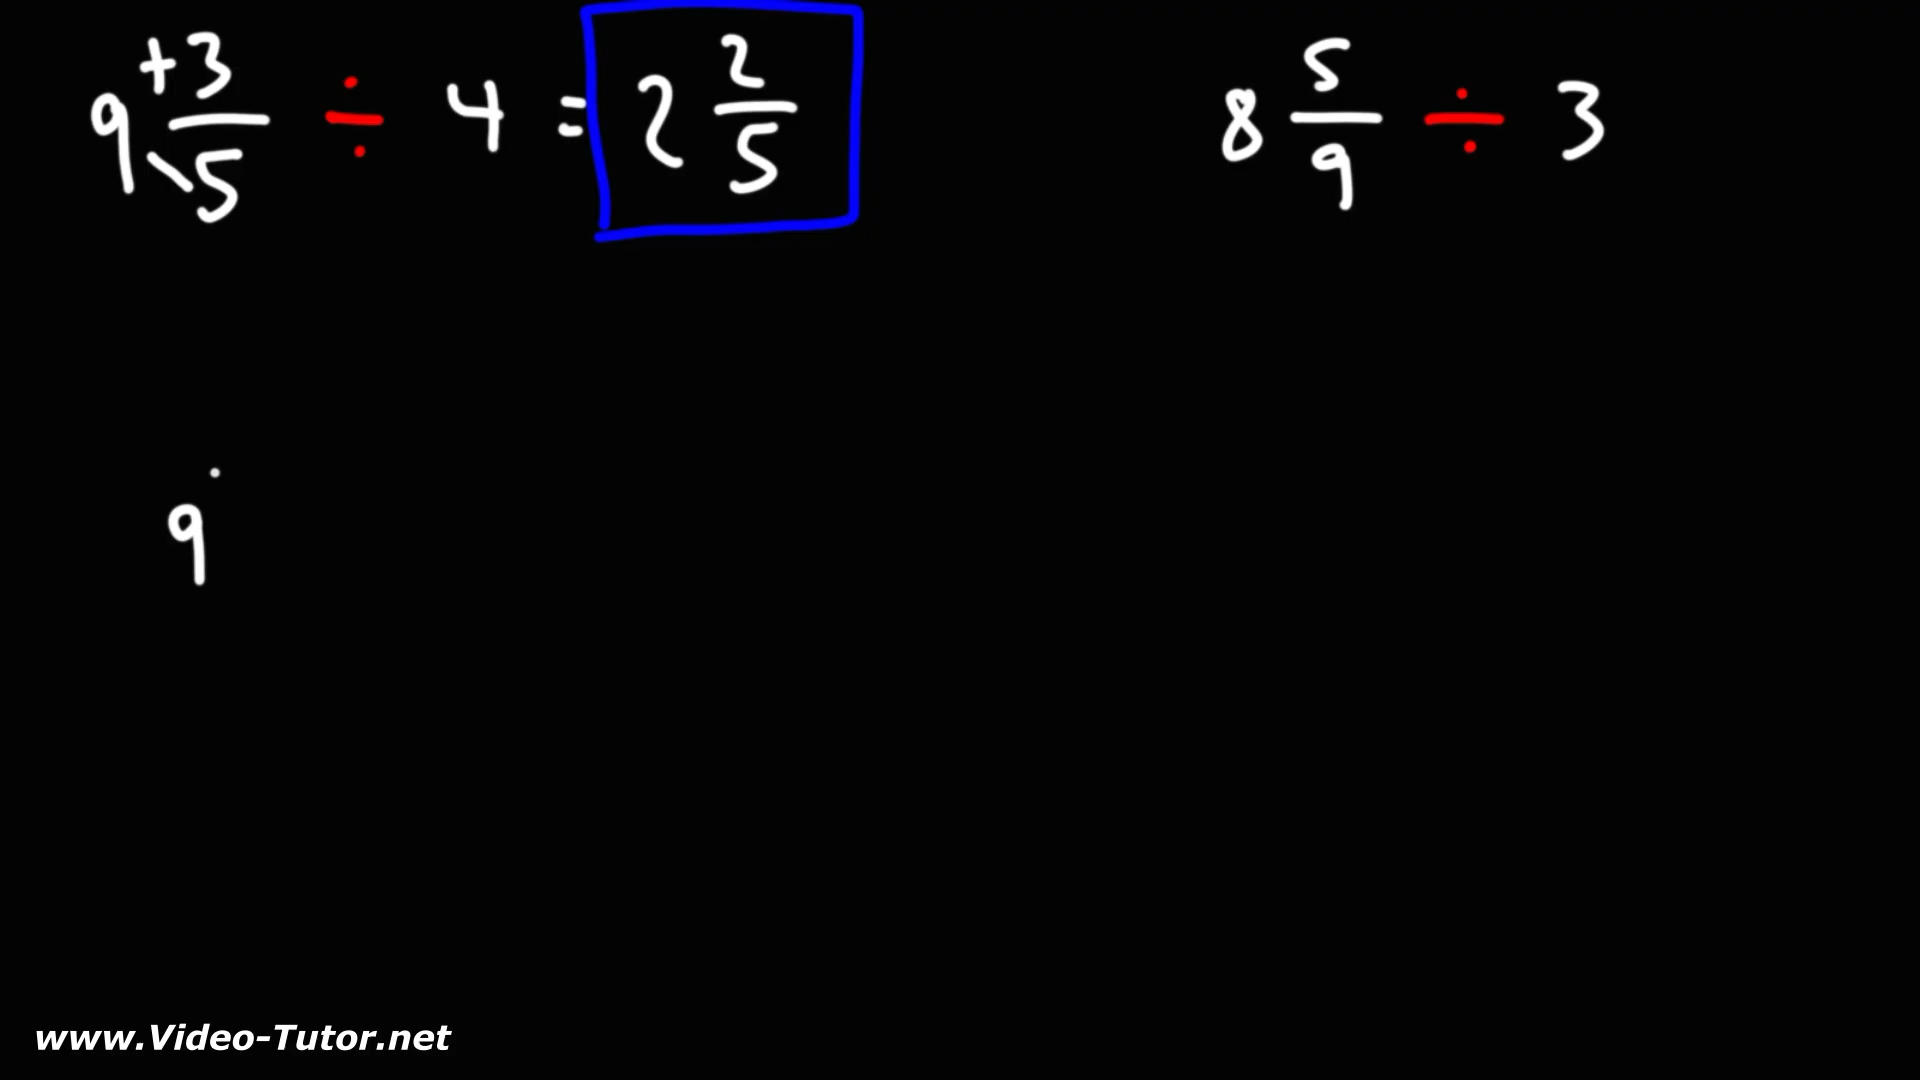 9 + 3/5 ÷ 4 = 2 2/5
8 5/9 ÷ 3
9
www.Video-Tutor.net